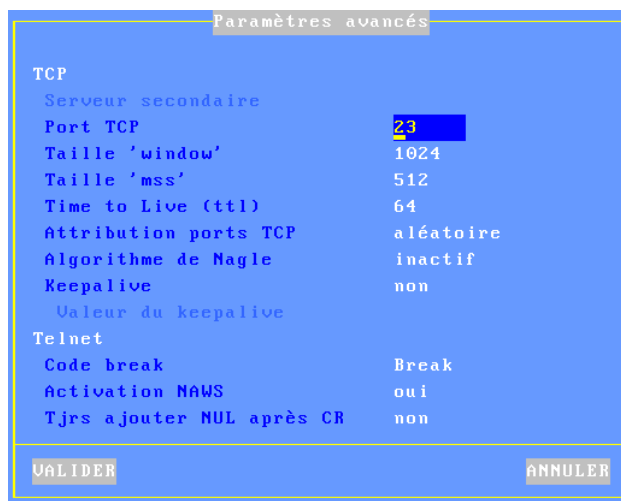 Paramètres avancés
TCP
Serveur secondaire
Port TCP 23
Taille 'window' 1024
Taille 'mss' 512
Time to Live (ttl) 64
Attribution ports TCP aléatoire
Algorithme de Nagle inactif
Keepalive non
Valeur du keepalive
Telnet
Code break Break
Activation NAWS oui
Tjrs ajouter NUL après CR non
VALIDER ANNULER